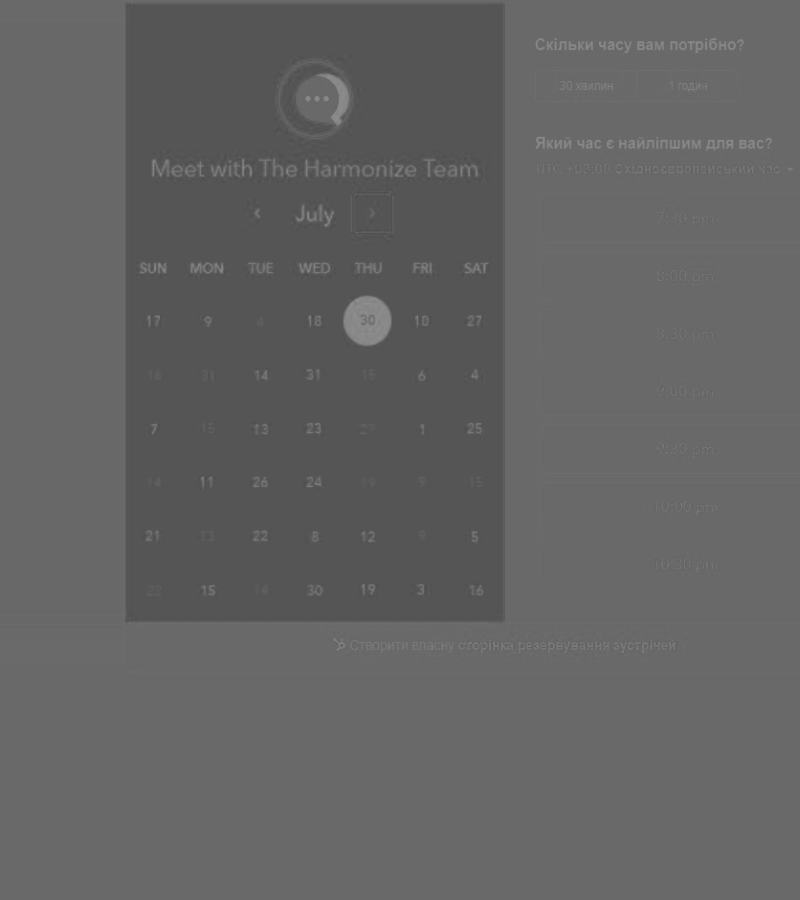 Meet with The Harmonize Team
‹ July ›
SUN MON TUE WED THU FRI SAT
17 9 4 18 30 10 27
16 31 14 31 15 6 4
7 15 13 23 27 1 25
14 11 26 24 19 9 15
21 13 22 8 12 9 5
22 15 14 30 19 3 16
Скільки часу вам потрібно?
30 хвилин 1 годин
Який час є найліпшим для вас?
UTC +03:00 Східноєвропейський час
7:30 pm
8:00 pm
8:30 pm
9:00 pm
9:30 pm
10:00 pm
10:30 pm
Створити власну сторінка резервування зустрічей